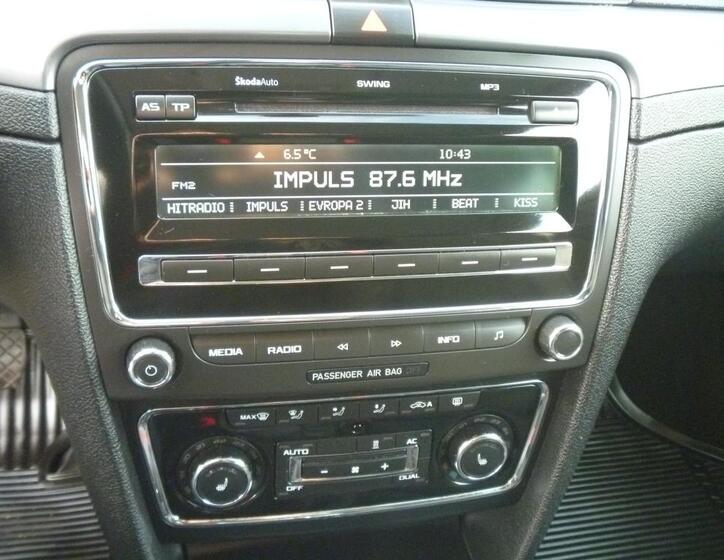 ŠkodaAuto SWING MP3
AS TP
6.5°C 10:43
FM2 IMPULS 87.6 MHz
HITRADIO IMPULS EVROPA 2 JIH BEAT KISS
MEDIA RADIO INFO
PASSENGER AIR BAG OFF
MAX A
AUTO AC
OFF DUAL